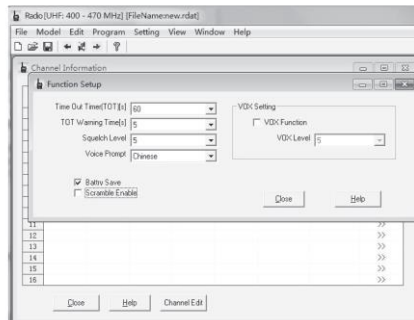 Rado [UHF: 400 - 470 MHz] [FileName:new.rdat]
File Model Edit Program Setting View Window Help
Channel Information
Function Setup
Time Out Timer(TOT)[s] 60
TOT Warning Time[s] 5
Squelch Level 5
Voice Prompt Chinese
VOX Setting
VOX Function
VOX Level 5
Battry Save
Scramble Enable
Close Help
11 >>
12 >>
13 >>
14 >>
15 >>
16 >>
Close Help Channel Edit